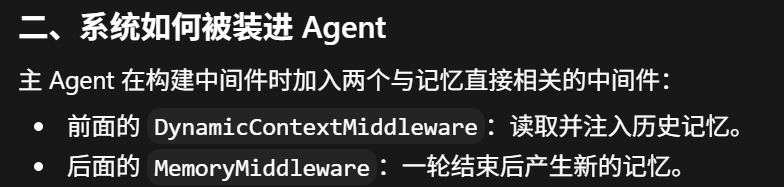 二、系统如何被装进 Agent
主 Agent 在构建中间件时加入两个与记忆直接相关的中间件：
• 前面的 DynamicContextMiddleware：读取并注入历史记忆。
• 后面的 MemoryMiddleware：一轮结束后产生新的记忆。